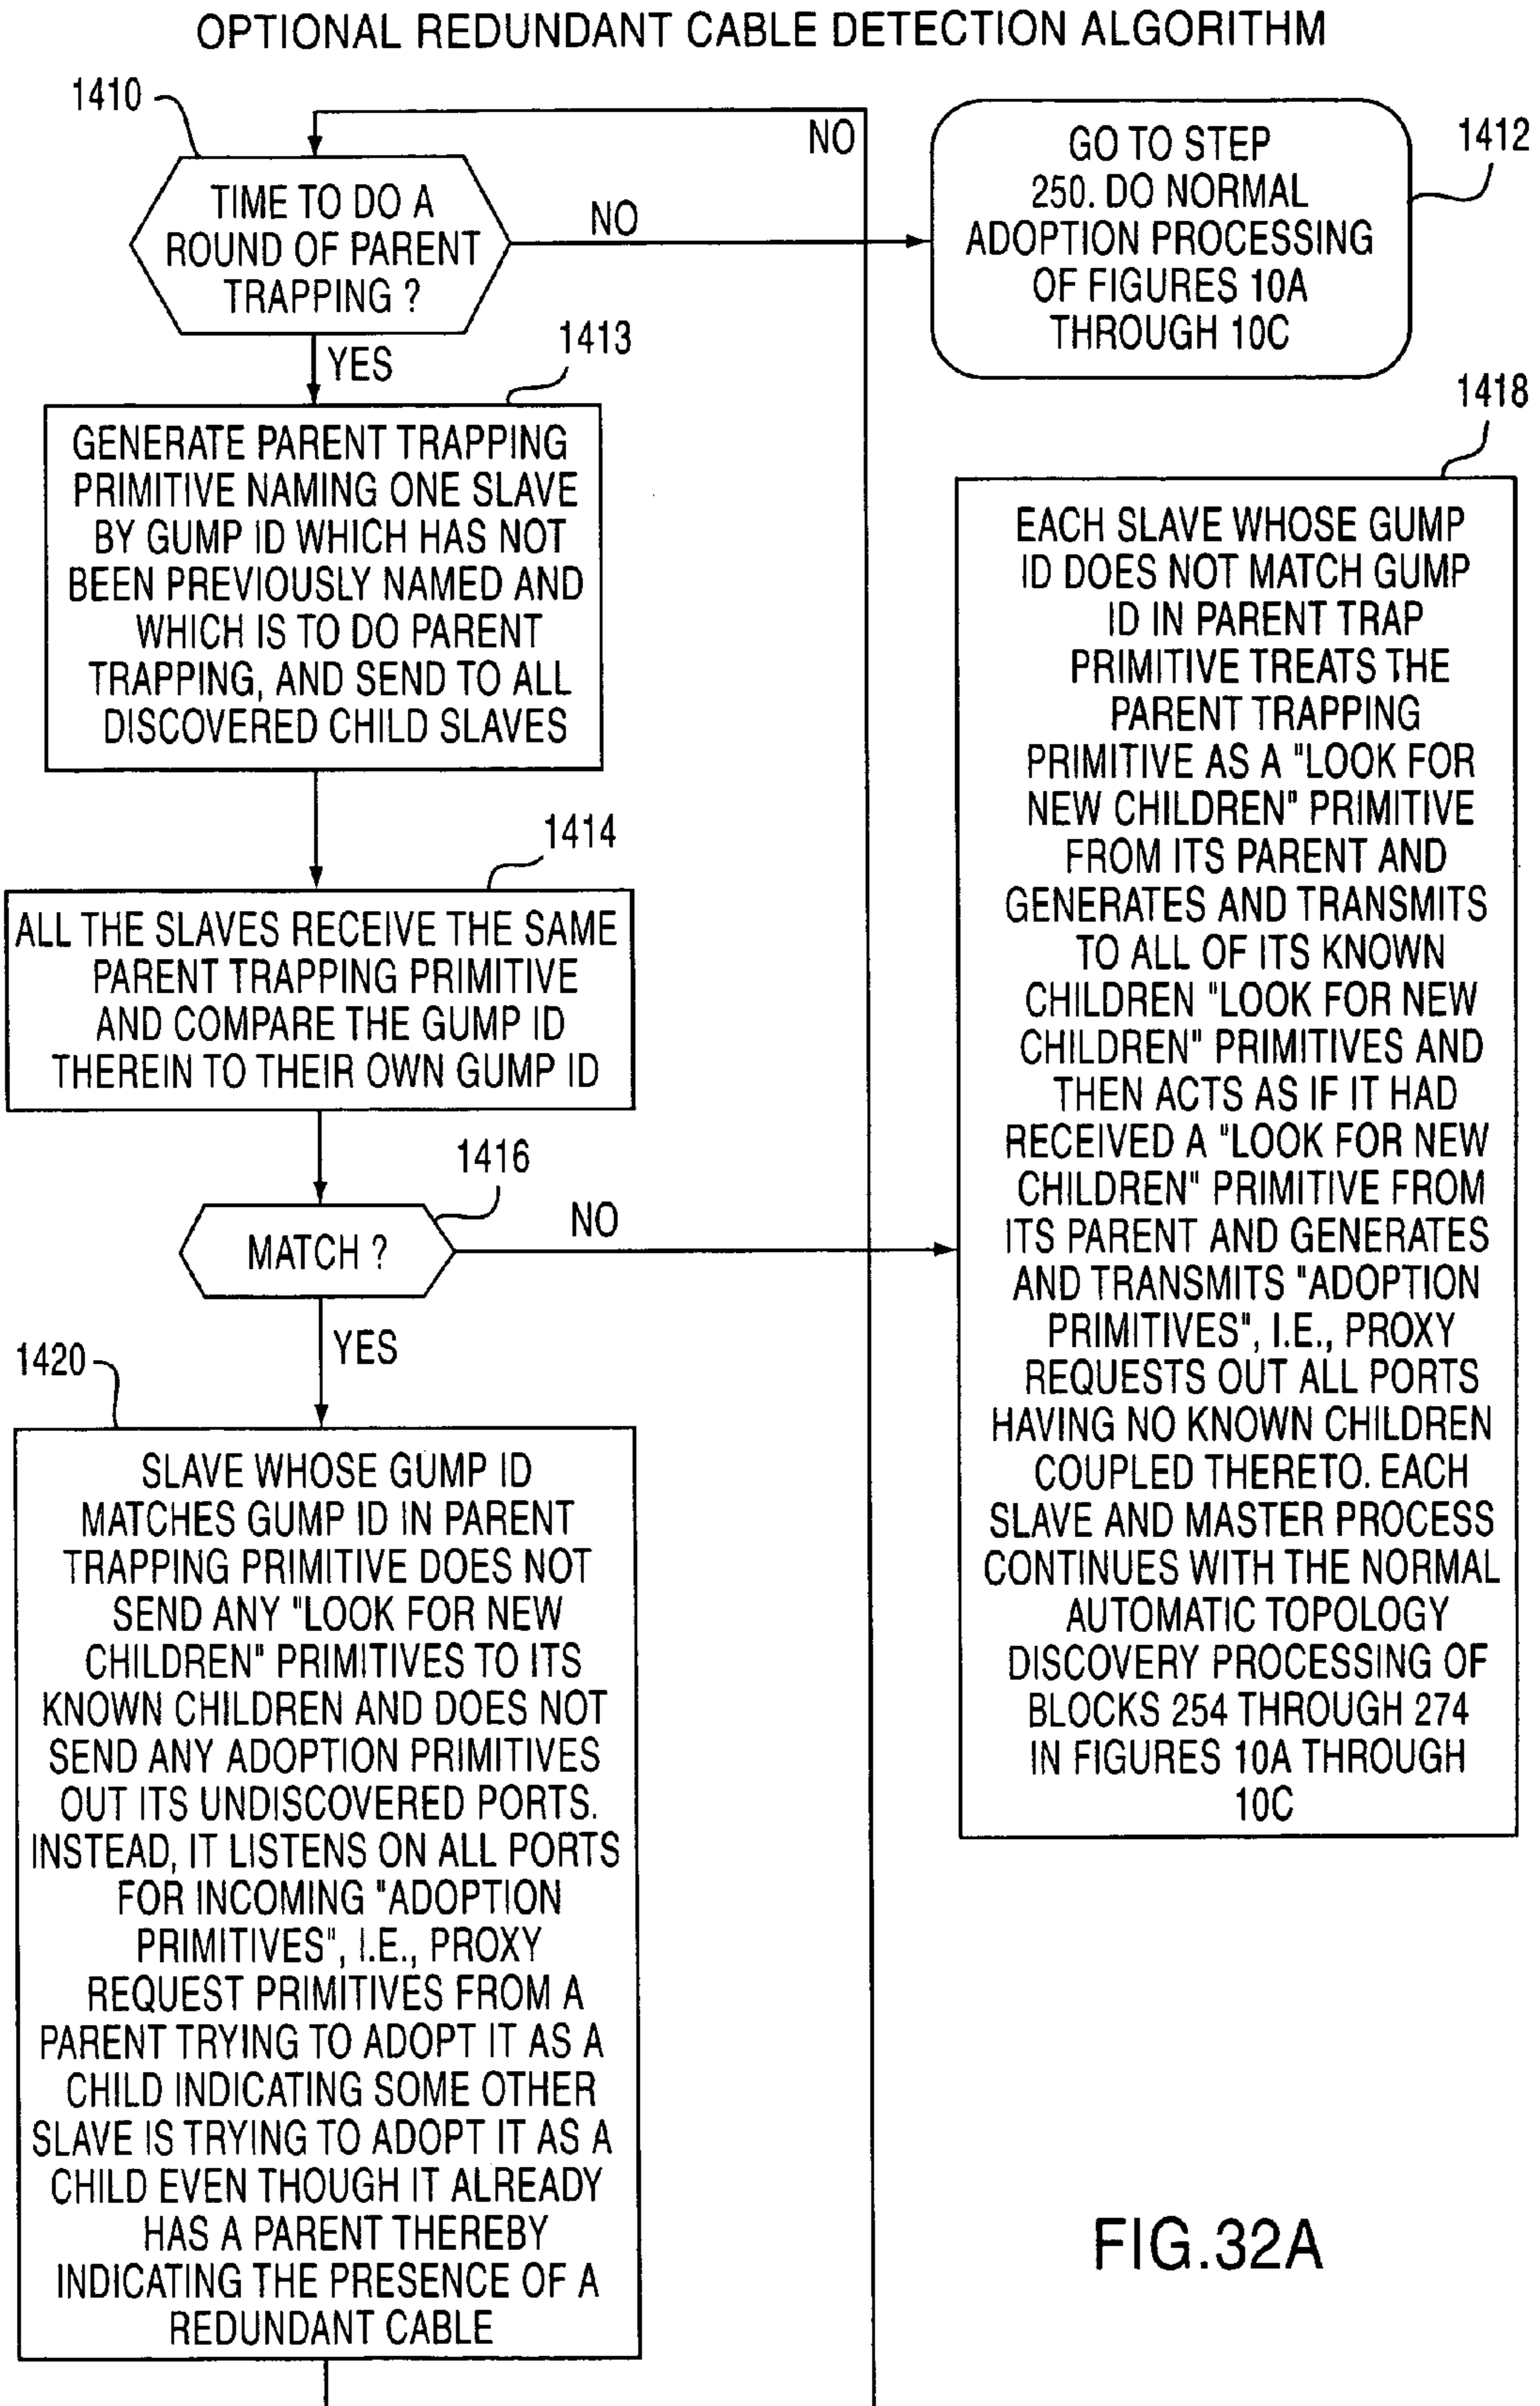 OPTIONAL REDUNDANT CABLE DETECTION ALGORITHM
1410
NO
TIME TO DO A
ROUND OF PARENT
TRAPPING ?
NO
GO TO STEP
250. DO NORMAL
ADOPTION PROCESSING
OF FIGURES 10A
THROUGH 10C
1412
YES
1413
GENERATE PARENT TRAPPING
PRIMITIVE NAMING ONE SLAVE
BY GUMP ID WHICH HAS NOT
BEEN PREVIOUSLY NAMED AND
WHICH IS TO DO PARENT
TRAPPING, AND SEND TO ALL
DISCOVERED CHILD SLAVES
1414
ALL THE SLAVES RECEIVE THE SAME
PARENT TRAPPING PRIMITIVE
AND COMPARE THE GUMP ID
THEREIN TO THEIR OWN GUMP ID
1416
MATCH ?
NO
1418
EACH SLAVE WHOSE GUMP
ID DOES NOT MATCH GUMP
ID IN PARENT TRAP
PRIMITIVE TREATS THE
PARENT TRAPPING
PRIMITIVE AS A "LOOK FOR
NEW CHILDREN" PRIMITIVE
FROM ITS PARENT AND
GENERATES AND TRANSMITS
TO ALL OF ITS KNOWN
CHILDREN "LOOK FOR NEW
CHILDREN" PRIMITIVES AND
THEN ACTS AS IF IT HAD
RECEIVED A "LOOK FOR NEW
CHILDREN" PRIMITIVE FROM
ITS PARENT AND GENERATES
AND TRANSMITS "ADOPTION
PRIMITIVES", I.E., PROXY
REQUESTS OUT ALL PORTS
HAVING NO KNOWN CHILDREN
COUPLED THERETO. EACH
SLAVE AND MASTER PROCESS
CONTINUES WITH THE NORMAL
AUTOMATIC TOPOLOGY
DISCOVERY PROCESSING OF
BLOCKS 254 THROUGH 274
IN FIGURES 10A THROUGH
10C
YES
1420
SLAVE WHOSE GUMP ID
MATCHES GUMP ID IN PARENT
TRAPPING PRIMITIVE DOES NOT
SEND ANY "LOOK FOR NEW
CHILDREN" PRIMITIVES TO ITS
KNOWN CHILDREN AND DOES NOT
SEND ANY ADOPTION PRIMITIVES
OUT ITS UNDISCOVERED PORTS.
INSTEAD, IT LISTENS ON ALL PORTS
FOR INCOMING "ADOPTION
PRIMITIVES", I.E., PROXY
REQUEST PRIMITIVES FROM A
PARENT TRYING TO ADOPT IT AS A
CHILD INDICATING SOME OTHER
SLAVE IS TRYING TO ADOPT IT AS A
CHILD EVEN THOUGH IT ALREADY
HAS A PARENT THEREBY
INDICATING THE PRESENCE OF A
REDUNDANT CABLE
FIG.32A